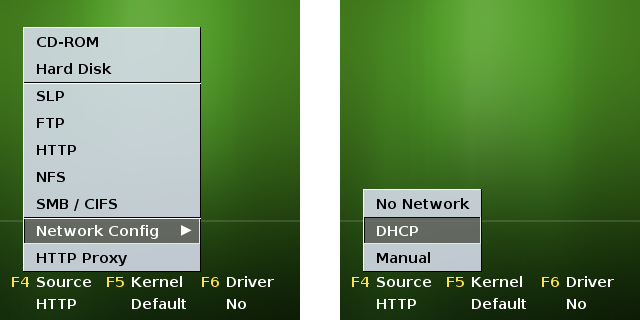 CD-ROM
Hard Disk
SLP
FTP
HTTP
NFS
SMB / CIFS
Network Config ▶
HTTP Proxy
F4 Source F5 Kernel F6 Driver
HTTP Default No
No Network
DHCP
Manual
F4 Source F5 Kernel F6 Driver
HTTP Default No